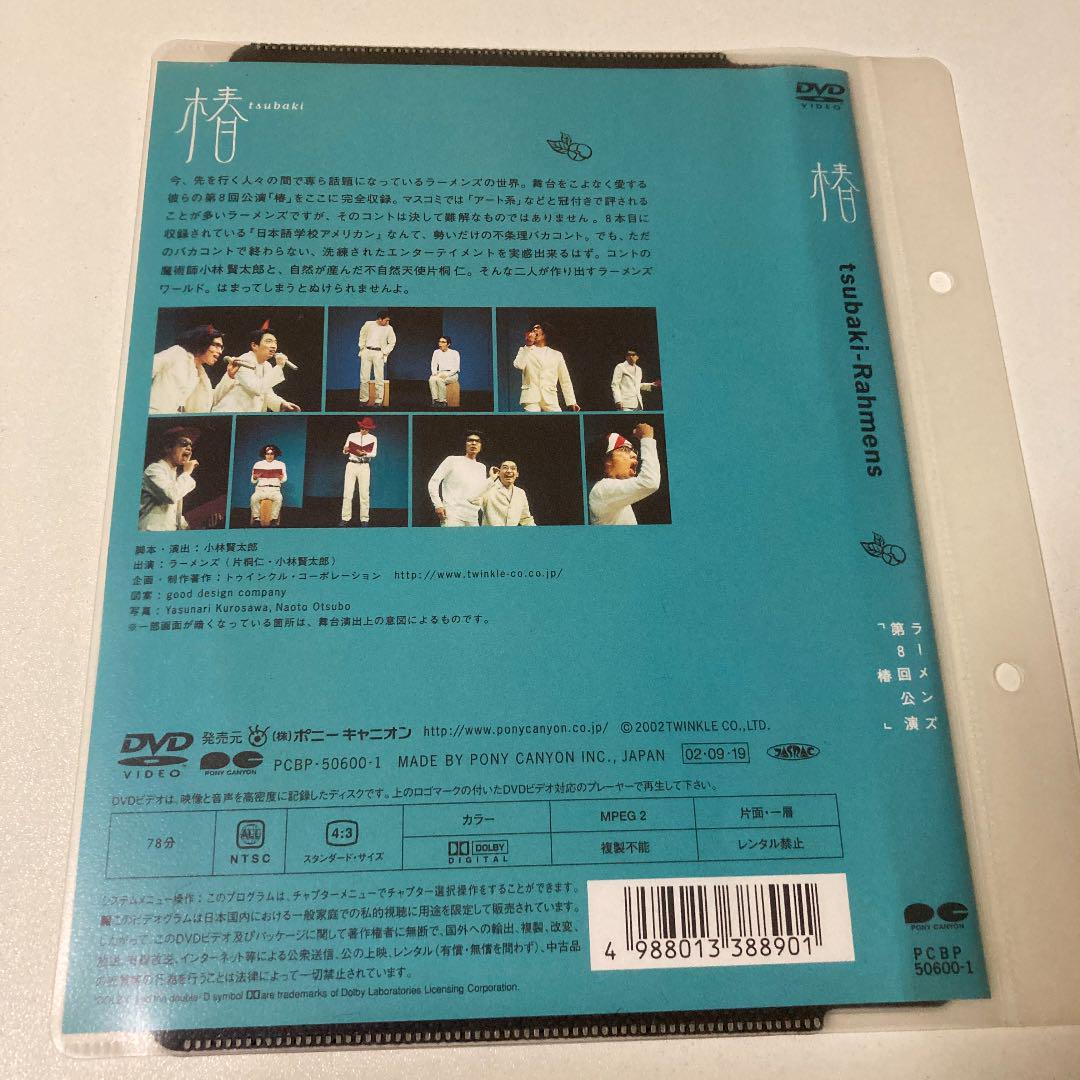 椿 tsubaki
今、先を行く人々の間で専ら話題になっているラーメンズの世界。舞台をこよなく愛する
彼らの第8回公演「椿」をここに完全収録。マスコミでは「アート系」などと冠付きで評される
ことが多いラーメンズですが、そのコントは決して難解なものではありません。8本目に
収録されている「日本語学校アメリカン」なんて、勢いだけの不条理バカコント。でも、ただ
のバカコントで終わらない、洗練されたエンターテイメントを実感出来るはず。コントの
魔術師小林賢太郎と、自然が産んだ不自然天使片桐仁。そんな二人が作り出すラーメンズ
ワールド。はまってしまうとぬけられませんよ。
脚本・演出：小林賢太郎
出演：ラーメンズ（片桐仁・小林賢太郎）
企画・制作著作：トゥインクル・コーポレーション http://www.twinkle-co.co.jp/
図案：good design company
写真：Yasunari Kurosawa, Naoto Otsubo
※一部画面が暗くなっている箇所は、舞台演出上の意図によるものです。
DVD VIDEO 発売元 (株)ポニーキャニオン http://www.ponycanyon.co.jp/ ©2002TWINKLE CO.,LTD.
PONY CANYON PCBP-50600-1 MADE BY PONY CANYON INC., JAPAN 02・09・19 JASRAC
DVDビデオは、映像と音声を高密度に記録したディスクです。上のロゴマークの付いたDVDビデオ対応のプレーヤーで再生して下さい。
78分 ALL NTSC 4:3 スタンダード・サイズ カラー MPEG 2 片面・一層
DOLBY DIGITAL 複製不能 レンタル禁止
システムメニュー操作：このプログラムは、チャプターメニューでチャプター選択操作をすることができます。
このビデオグラムは日本国内における一般家庭での私的視聴に用途を限定して販売されています。
したがって、このDVDビデオ及びパッケージに関して著作権者に無断で、国外への輸出、複製、改変、
放送、有線放送、インターネット等による公衆送信、公の上映、レンタル(有償・無償を問わず)、中古品
の行為を行うことは法律によって一切禁止されています。
"DOLBY" and the double-D symbol are trademarks of Dolby Laboratories Licensing Corporation.
4 988013 388901
DVD VIDEO
椿
tsubaki-Rahmens
ラーメンズ
第8回公演
「椿」
PONY CANYON
PCBP
50600-1